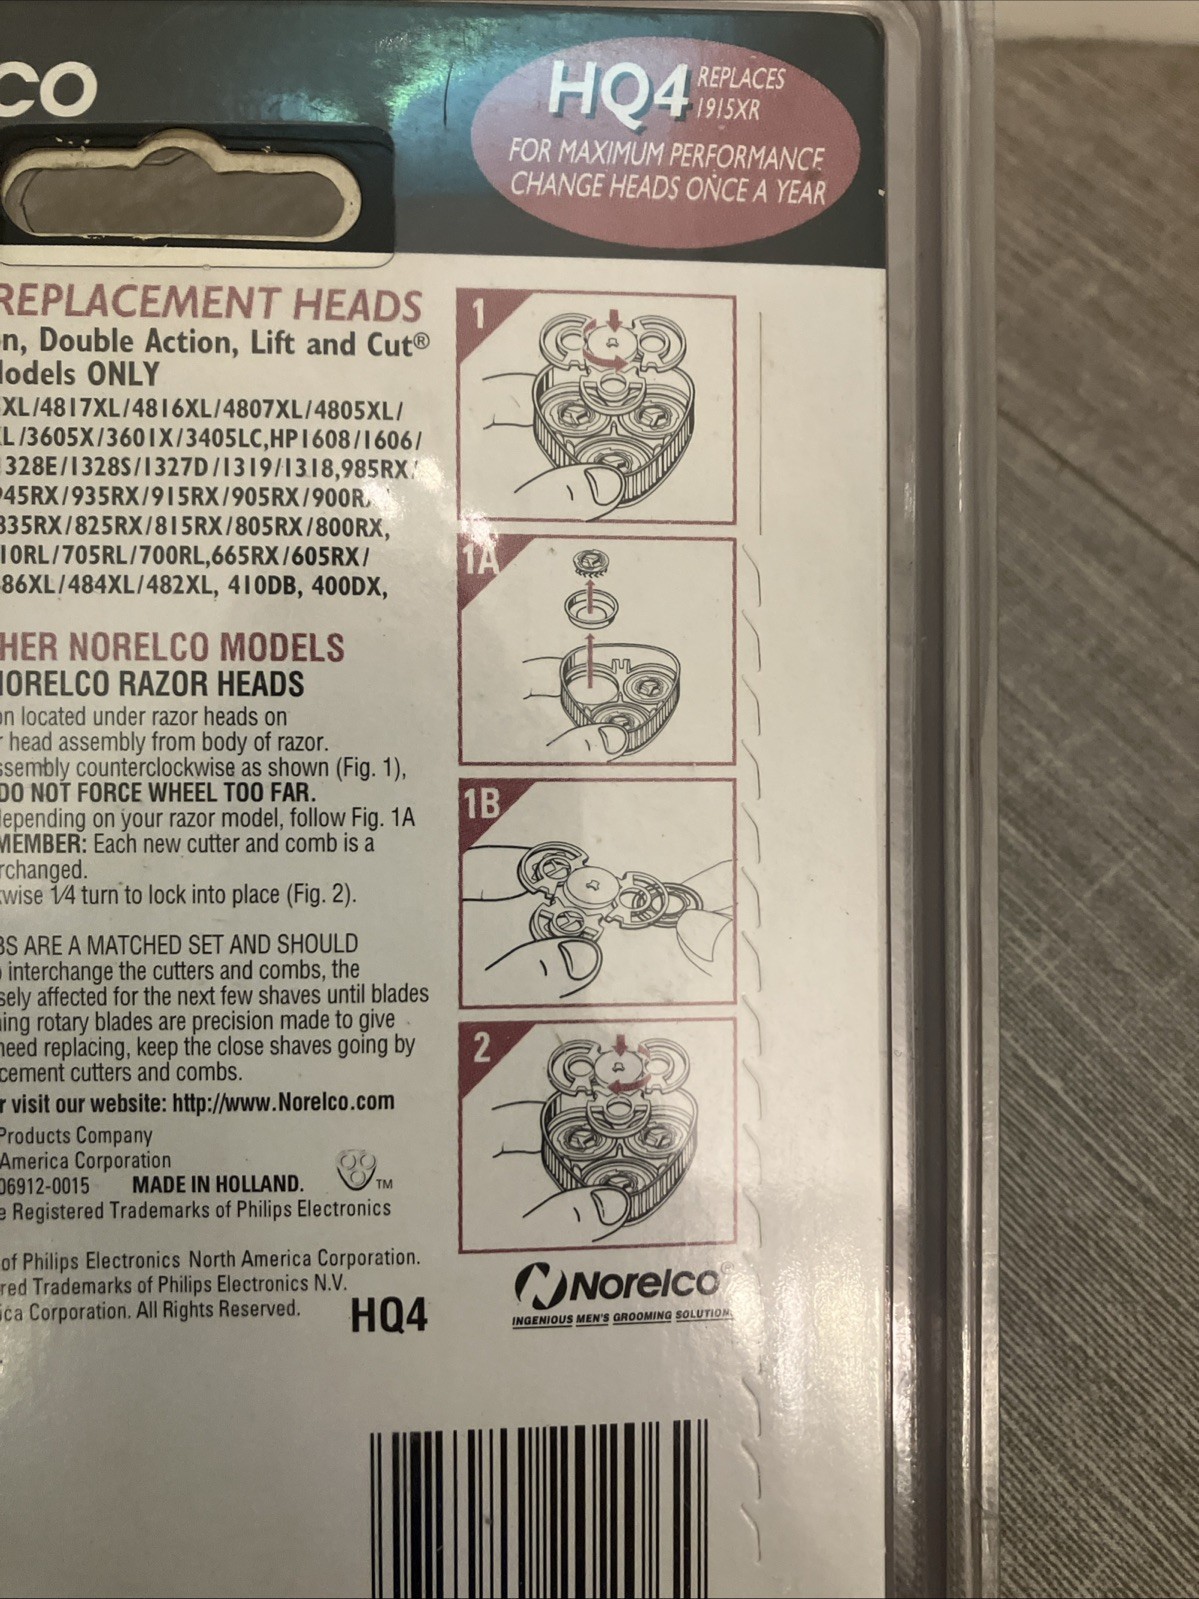 CO
HQ4 REPLACES
1915XR
FOR MAXIMUM PERFORMANCE
CHANGE HEADS ONCE A YEAR
REPLACEMENT HEADS
n, Double Action, Lift and Cut®
odels ONLY
XL/4817XL/4816XL/4807XL/4805XL/
L/3605X/3601X/3405LC,HP1608/1606/
1328E/1328S/1327D/1319/1318,985RX/
945RX/935RX/915RX/905RX/900R
835RX/825RX/815RX/805RX/800RX,
10RL/705RL/700RL,665RX/605RX/
86XL/484XL/482XL, 410DB, 400DX,
HER NORELCO MODELS
NORELCO RAZOR HEADS
on located under razor heads on
r head assembly from body of razor.
ssembly counterclockwise as shown (Fig. 1),
DO NOT FORCE WHEEL TOO FAR.
depending on your razor model, follow Fig. 1A
MEMBER: Each new cutter and comb is a
rchanged.
wise 1/4 turn to lock into place (Fig. 2).
BS ARE A MATCHED SET AND SHOULD
o interchange the cutters and combs, the
sely affected for the next few shaves until blades
ing rotary blades are precision made to give
need replacing, keep the close shaves going by
cement cutters and combs.
r visit our website: http://www.Norelco.com
Products Company
America Corporation
06912-0015 MADE IN HOLLAND. TM
e Registered Trademarks of Philips Electronics
of Philips Electronics North America Corporation.
red Trademarks of Philips Electronics N.V.
ica Corporation. All Rights Reserved.
HQ4
1
1A
1B
2
Norelco®
INGENIOUS MEN'S GROOMING SOLUTION